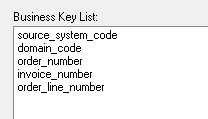 Business Key List:
source_system_code
domain_code
order_number
invoice_number
order_line_number